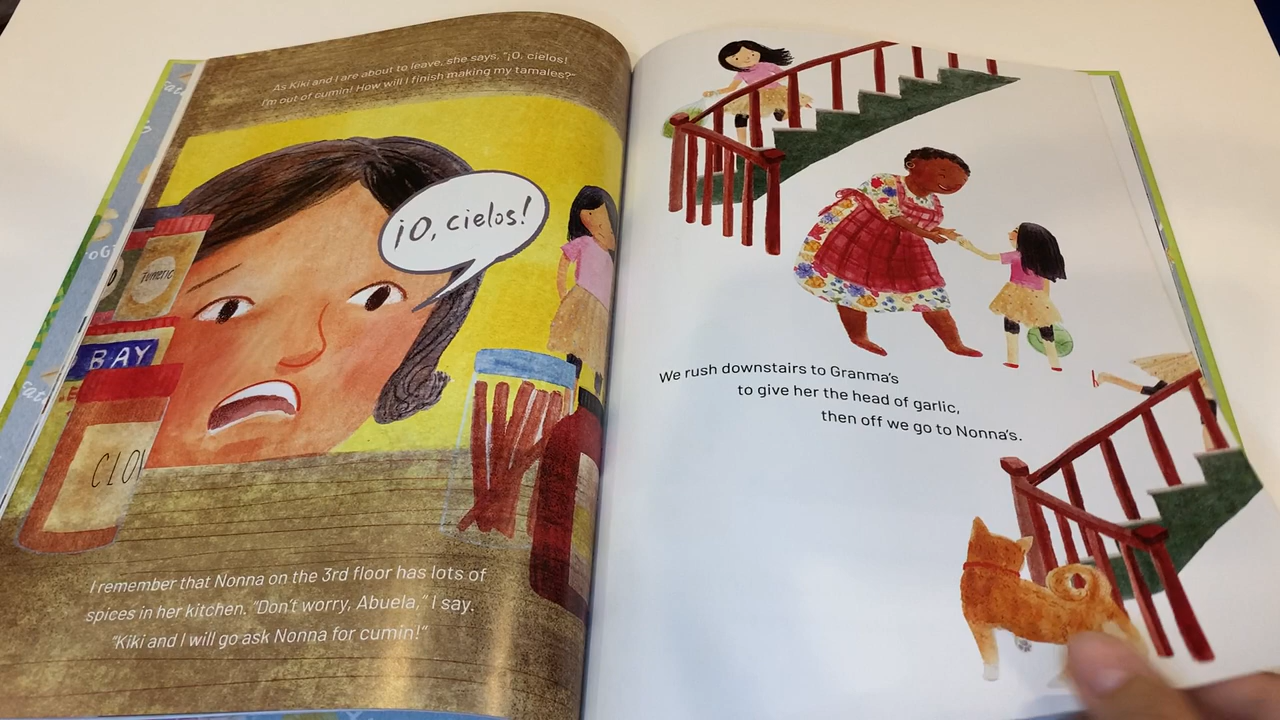 As Kiki and I are about to leave, she says, "¡O, cielos!
I'm out of cumin! How will I finish making my tamales?"
¡O, cielos!
Turmeric
BAY
CLO
I remember that Nonna on the 3rd floor has lots of
spices in her kitchen. "Don't worry, Abuela," I say.
"Kiki and I will go ask Nonna for cumin!"
We rush downstairs to Granma's
to give her the head of garlic,
then off we go to Nonna's.